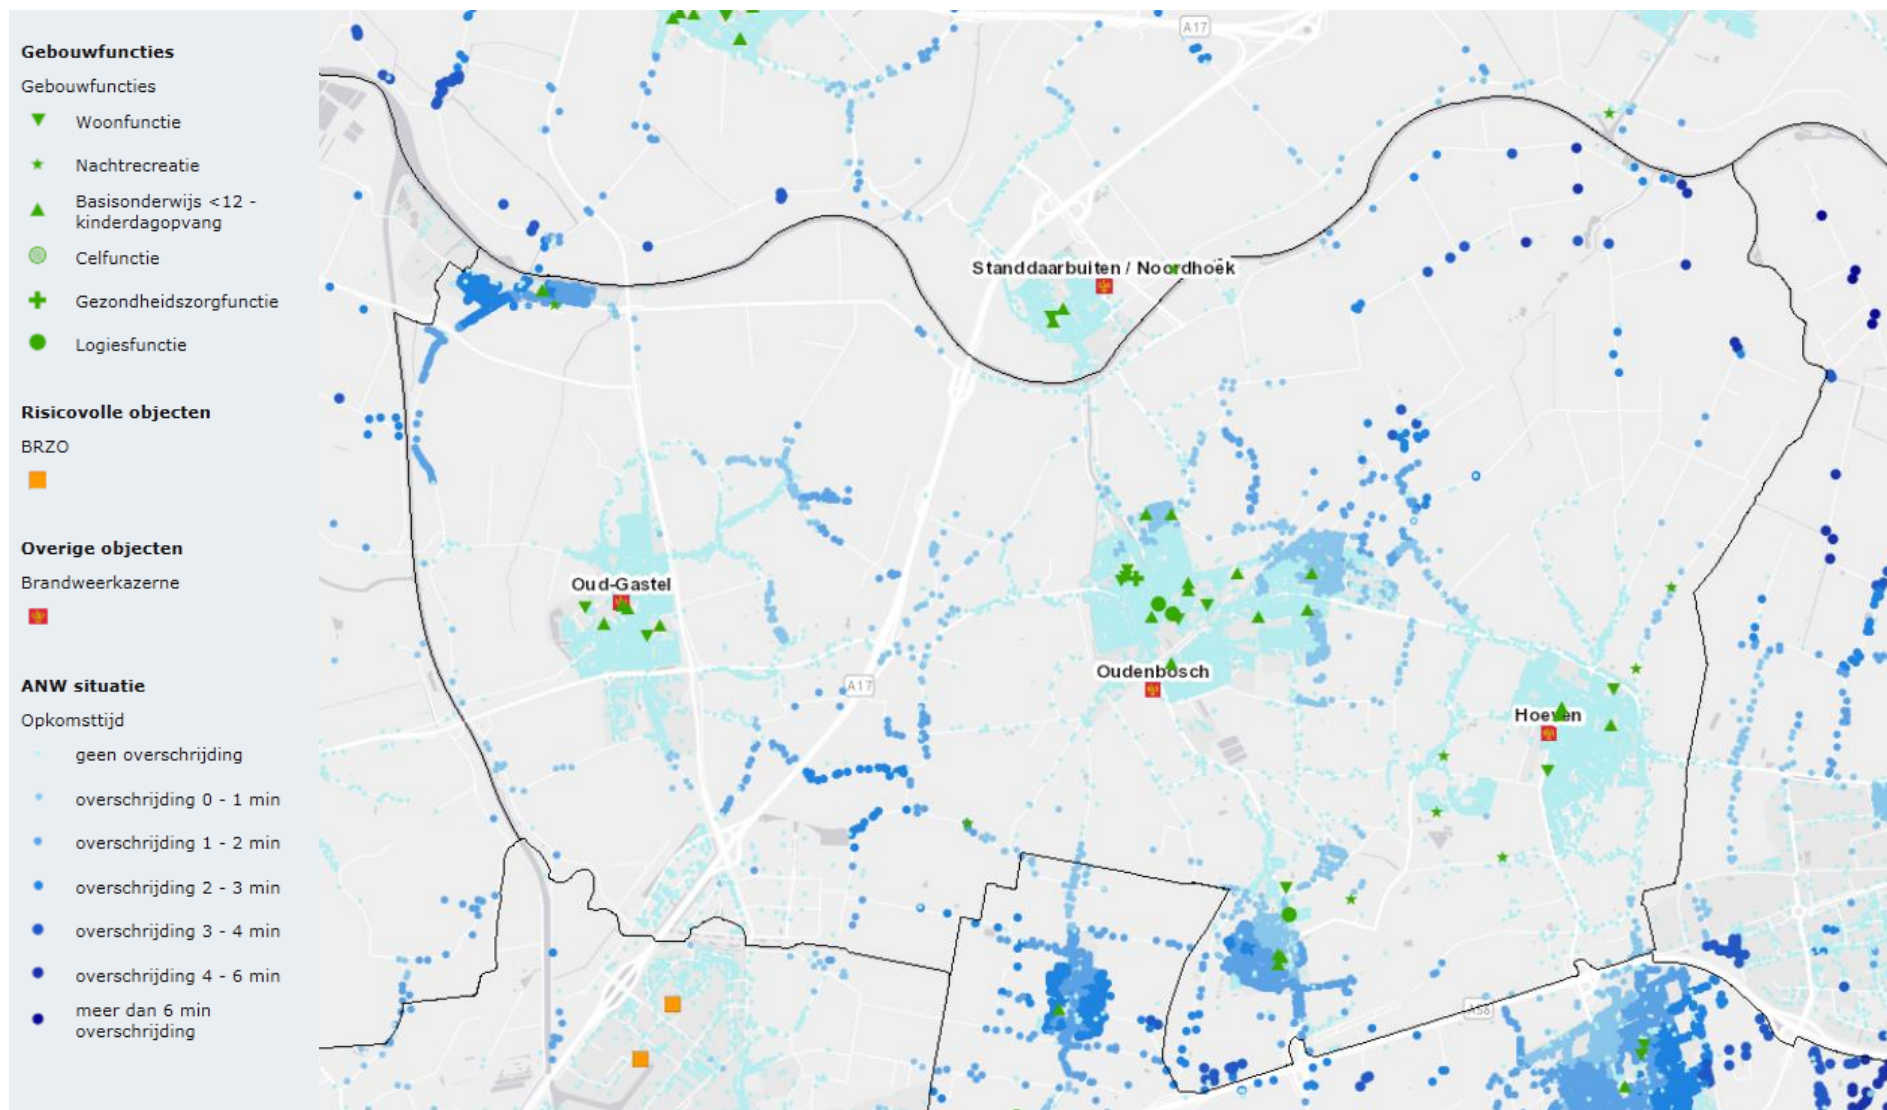 Gebouwfuncties
Gebouwfuncties
Woonfunctie
Nachtrecreatie
Basisonderwijs <12 -
kinderdagopvang
Celfunctie
Gezondheidszorgfunctie
Logiesfunctie
Risicovolle objecten
BRZO
Overige objecten
Brandweerkazerne
ANW situatie
Opkomsttijd
geen overschrijding
overschrijding 0 - 1 min
overschrijding 1 - 2 min
overschrijding 2 - 3 min
overschrijding 3 - 4 min
overschrijding 4 - 6 min
meer dan 6 min
overschrijding
A17
Standdaarbuiten / Noordhoek
Oud-Gastel
Oudenbosch
A17
Hoeven
A58